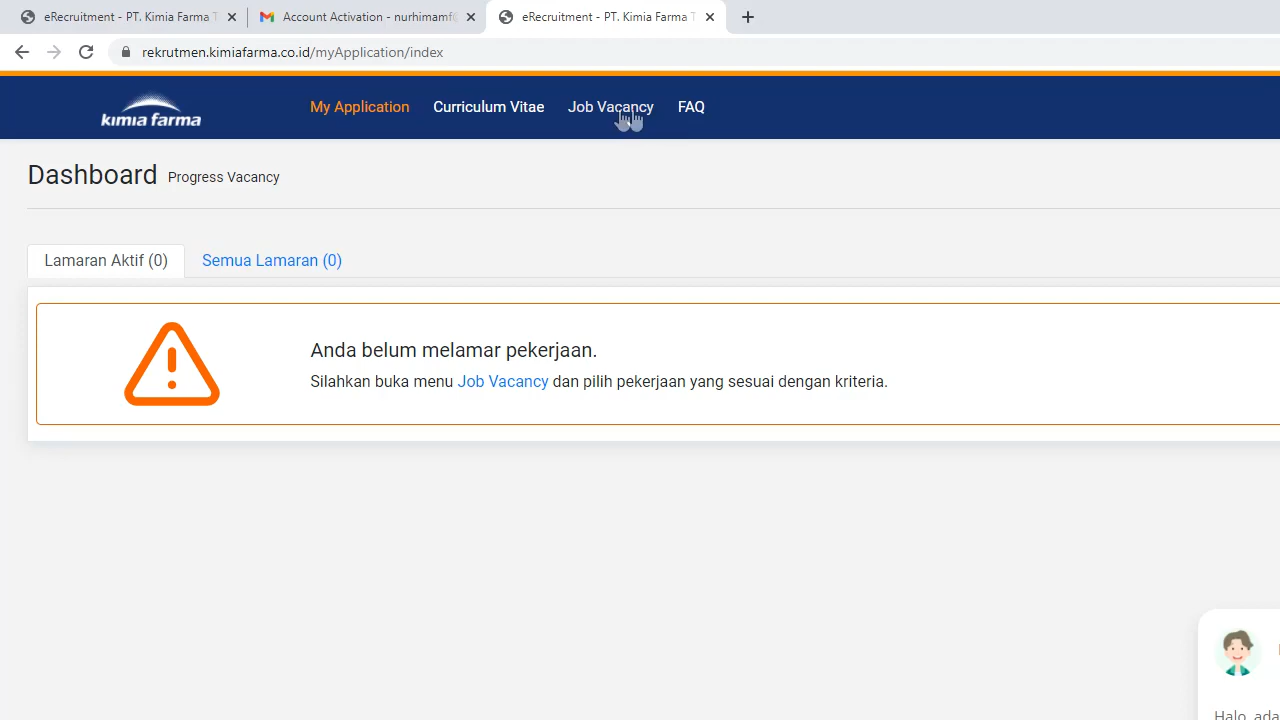 eRecruitment - PT. Kimia Farma T
Account Activation - nurhimamf
eRecruitment - PT. Kimia Farma T
rekrutmen.kimiafarma.co.id/myApplication/index
kimia farma
My Application
Curriculum Vitae
Job Vacancy
FAQ
Dashboard Progress Vacancy
Lamaran Aktif (0)
Semua Lamaran (0)
Anda belum melamar pekerjaan.
Silahkan buka menu Job Vacancy dan pilih pekerjaan yang sesuai dengan kriteria.
Halo, ada